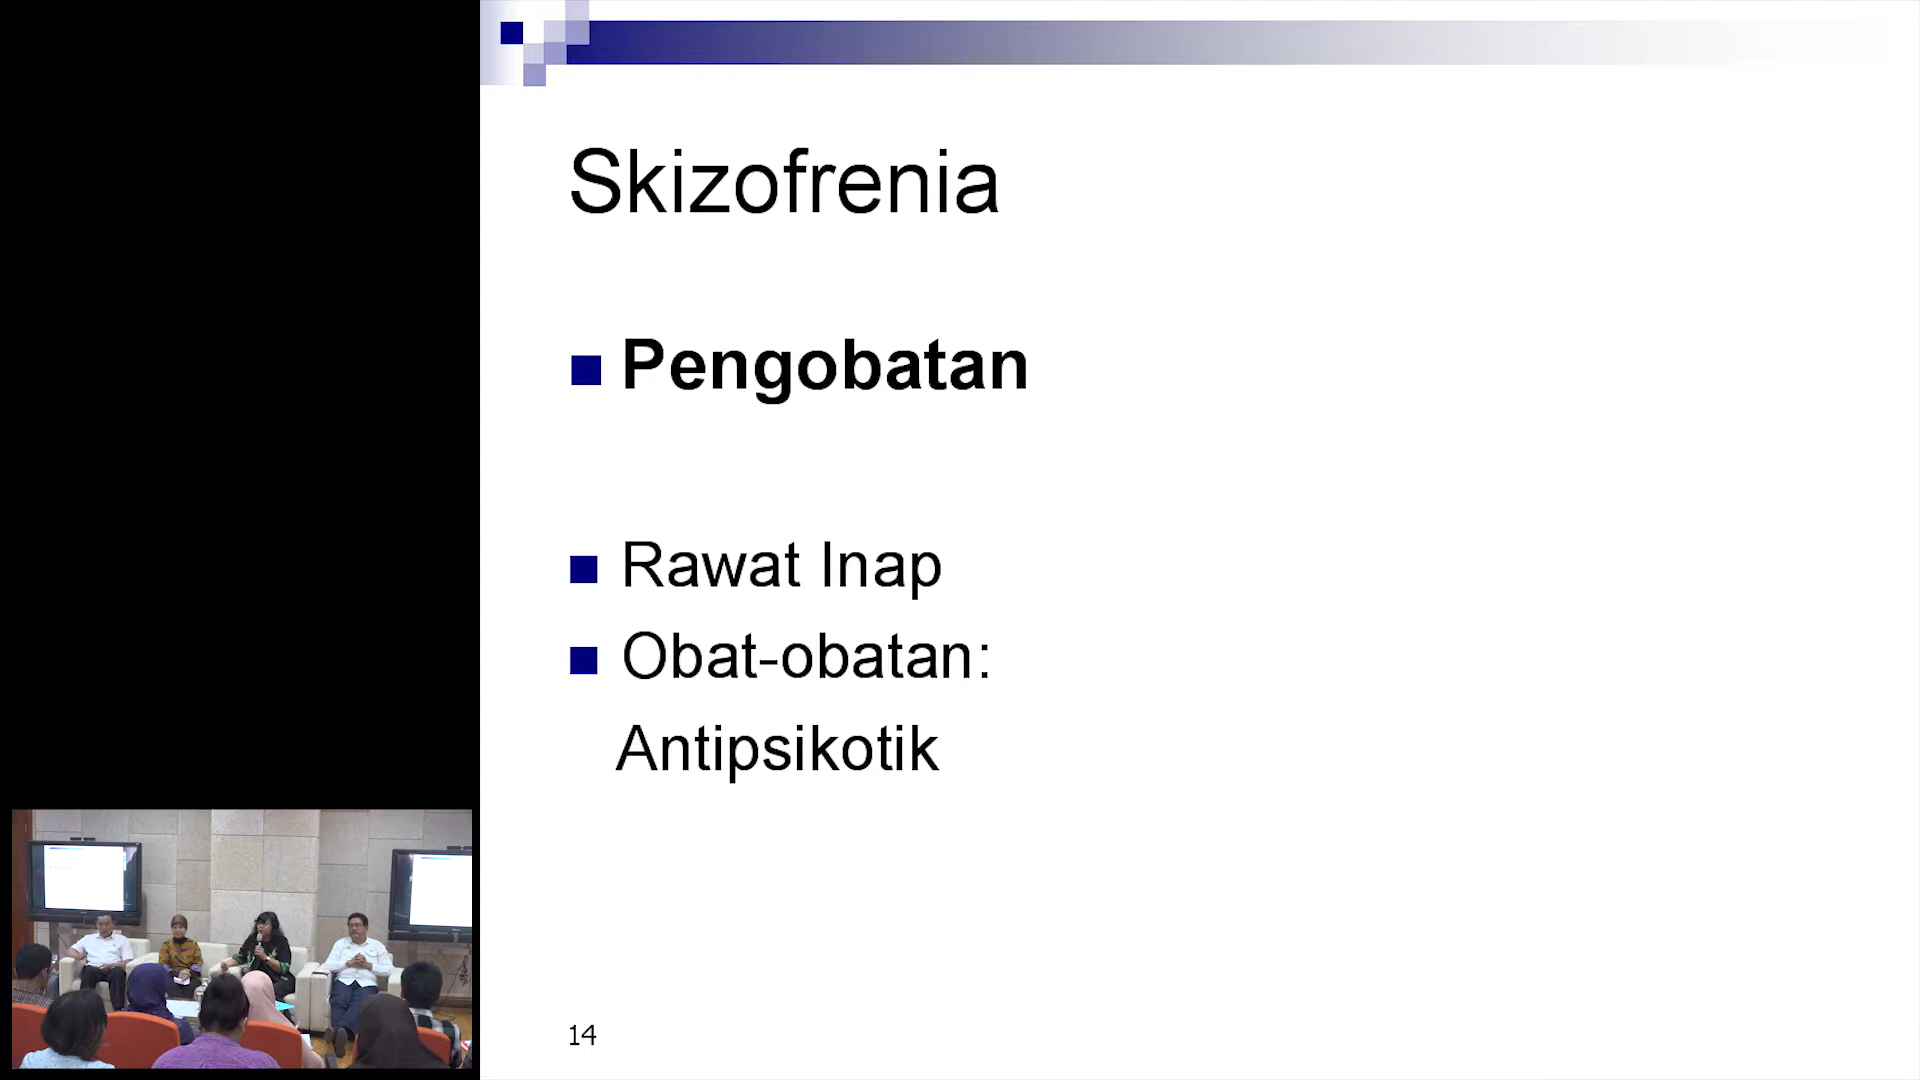 Skizofrenia
Pengobatan
Rawat Inap
Obat-obatan:
Antipsikotik
14